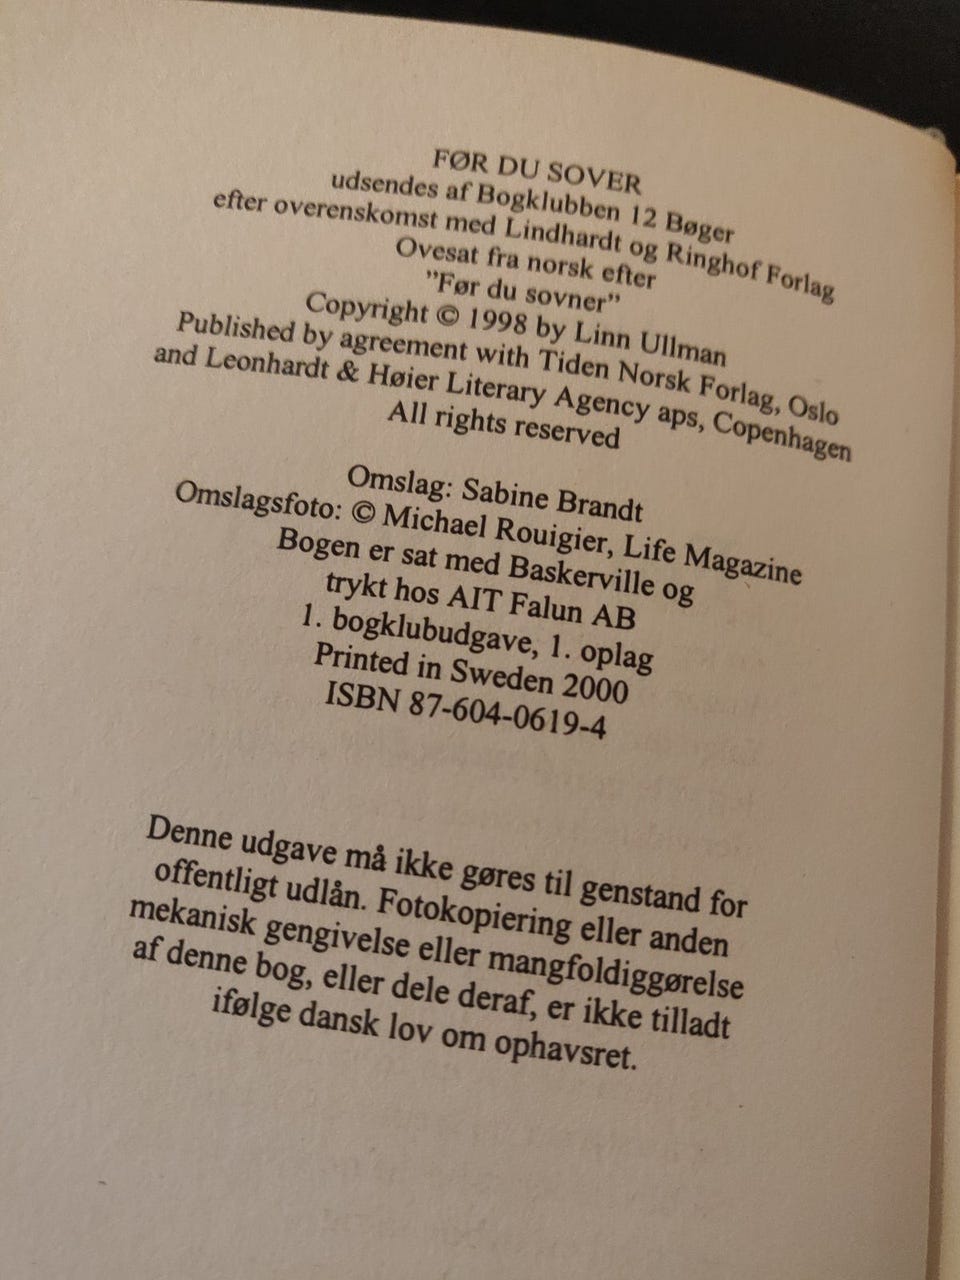 FØR DU SOVER
udsendes af Bogklubben 12 Bøger
efter overenskomst med Lindhardt og Ringhof Forlag
Ovesat fra norsk efter
”Før du sovner”
Copyright © 1998 by Linn Ullman
Published by agreement with Tiden Norsk Forlag, Oslo
and Leonhardt & Høier Literary Agency aps, Copenhagen
All rights reserved
Omslag: Sabine Brandt
Omslagsfoto: © Michael Rouigier, Life Magazine
Bogen er sat med Baskerville og
trykt hos AIT Falun AB
1. bogklubudgave, 1. oplag
Printed in Sweden 2000
ISBN 87-604-0619-4
Denne udgave må ikke gøres til genstand for
offentligt udlån. Fotokopiering eller anden
mekanisk gengivelse eller mangfoldiggørelse
af denne bog, eller dele deraf, er ikke tilladt
ifølge dansk lov om ophavsret.